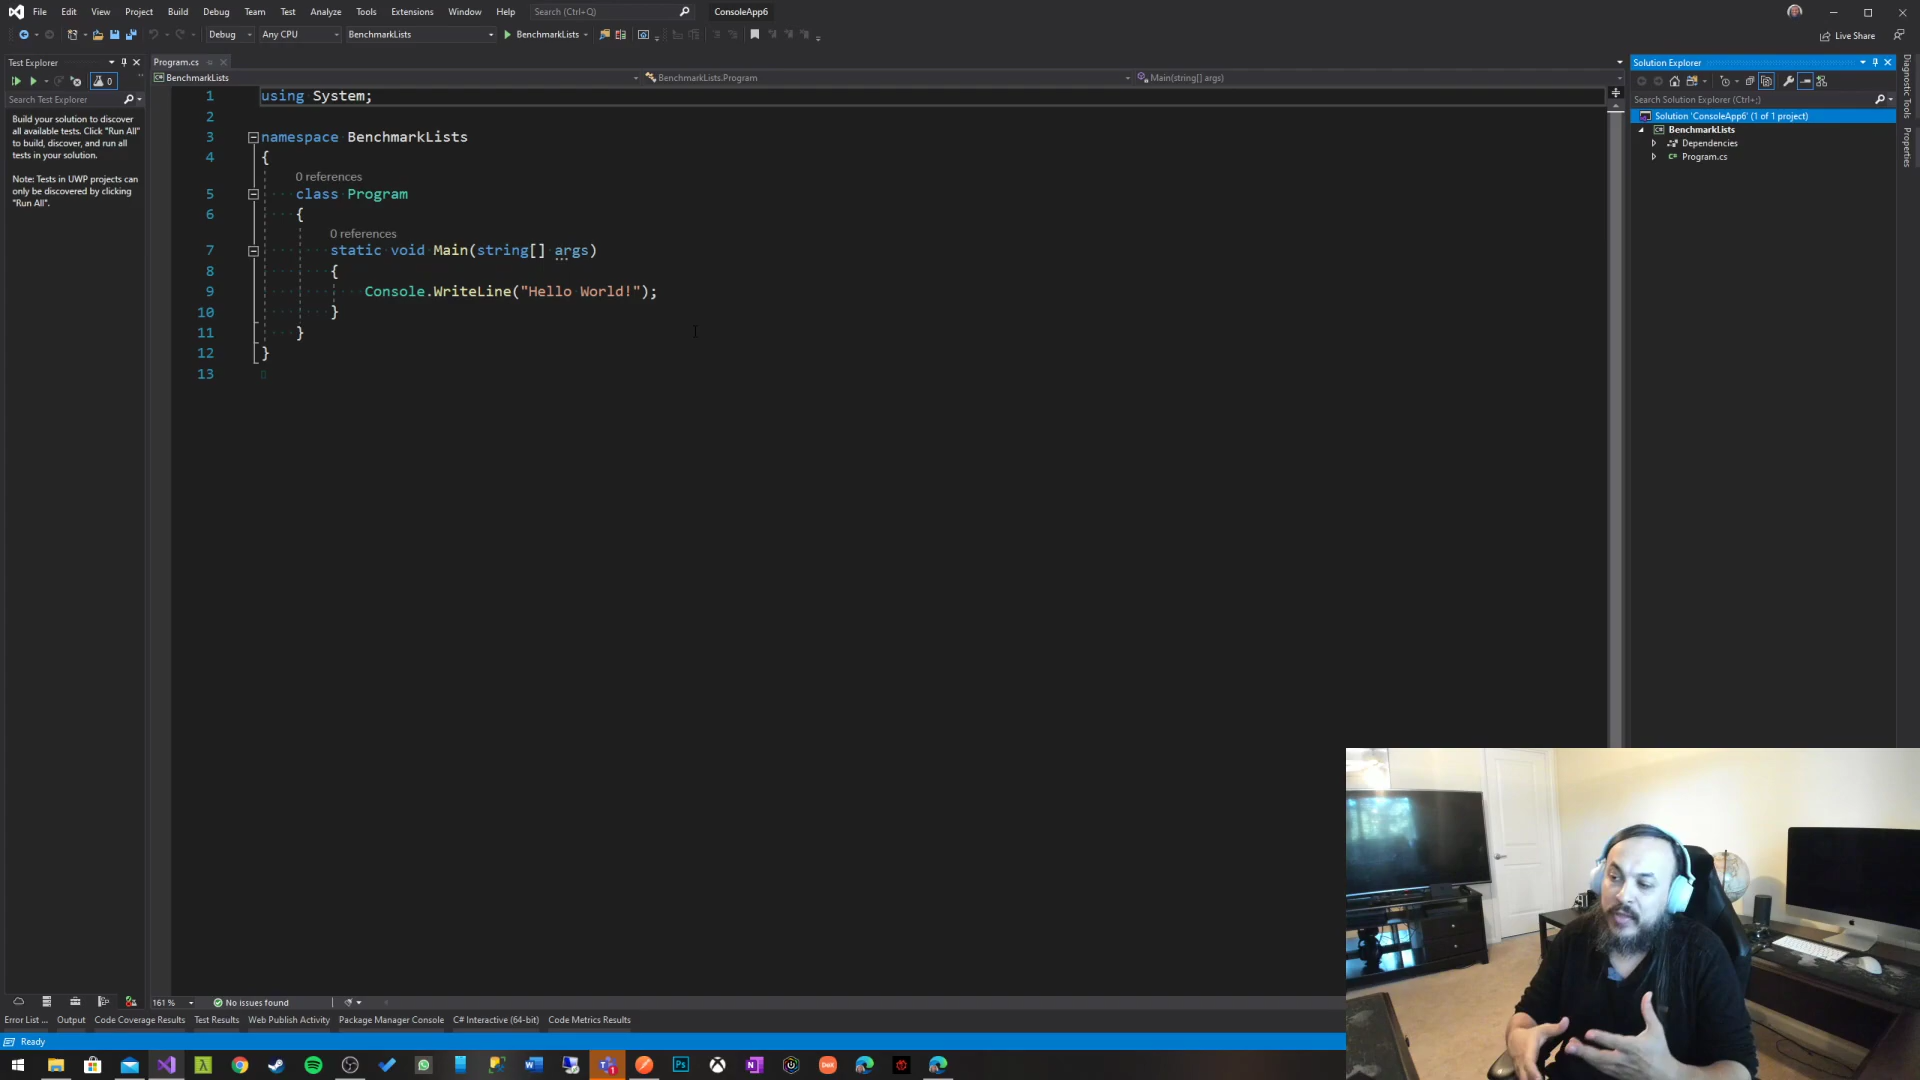 File Edit View Project Build Debug Team Test Analyze Tools Extensions Window Help Search (Ctrl+Q) ConsoleApp6
Debug Any CPU BenchmarkLists BenchmarkLists Live Share
Test Explorer
0
Search Test Explorer
Build your solution to discover
all available tests. Click "Run All"
to build, discover, and run all
tests in your solution.
Note: Tests in UWP projects can
only be discovered by clicking
"Run All".
Program.cs
BenchmarkLists BenchmarkLists.Program Main(string[] args)
1 using System;
2
3 namespace BenchmarkLists
4 {
0 references
5 class Program
6 {
0 references
7 static void Main(string[] args)
8 {
9 Console.WriteLine("Hello World!");
10 }
11 }
12 }
13
Solution Explorer
Search Solution Explorer (Ctrl+;)
Solution 'ConsoleApp6' (1 of 1 project)
BenchmarkLists
Dependencies
Program.cs
Diagnostic Tools
Properties
161 % No issues found
Error List ... Output Code Coverage Results Test Results Web Publish Activity Package Manager Console C# Interactive (64-bit) Code Metrics Results
Ready